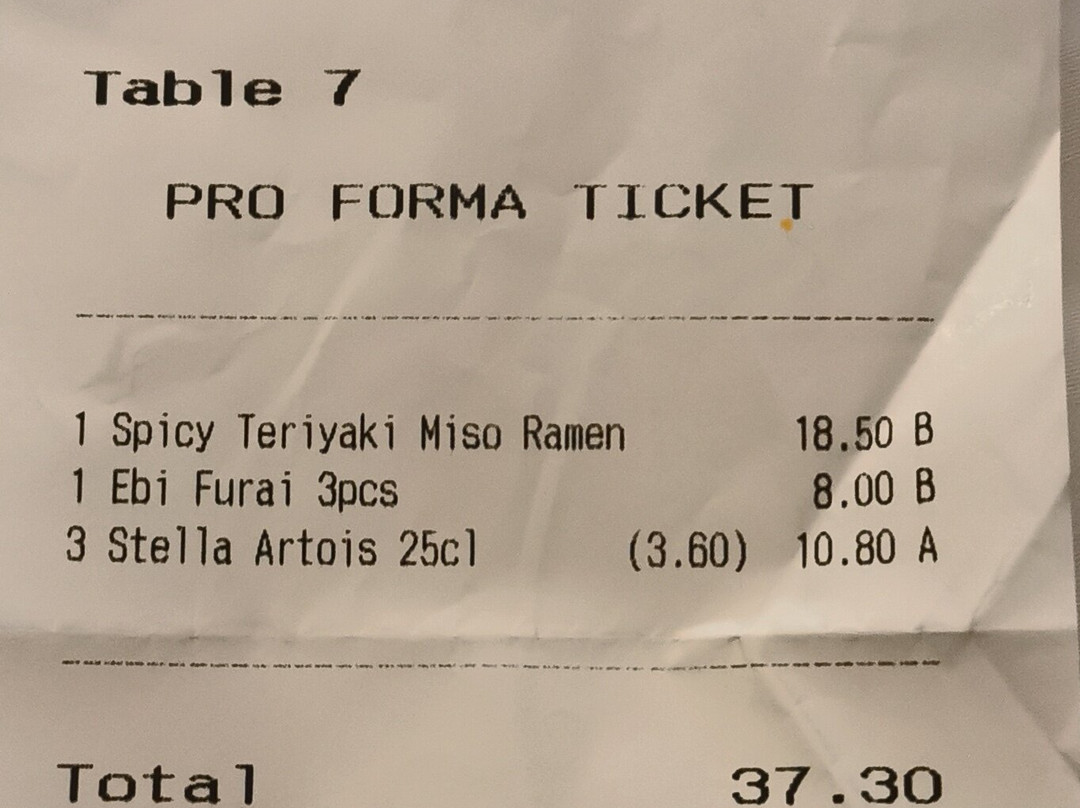 Table 7
PRO FORMA TICKET
1 Spicy Teriyaki Miso Ramen 18.50 B
1 Ebi Furai 3pcs 8.00 B
3 Stella Artois 25cl (3.60) 10.80 A
Total 37.30